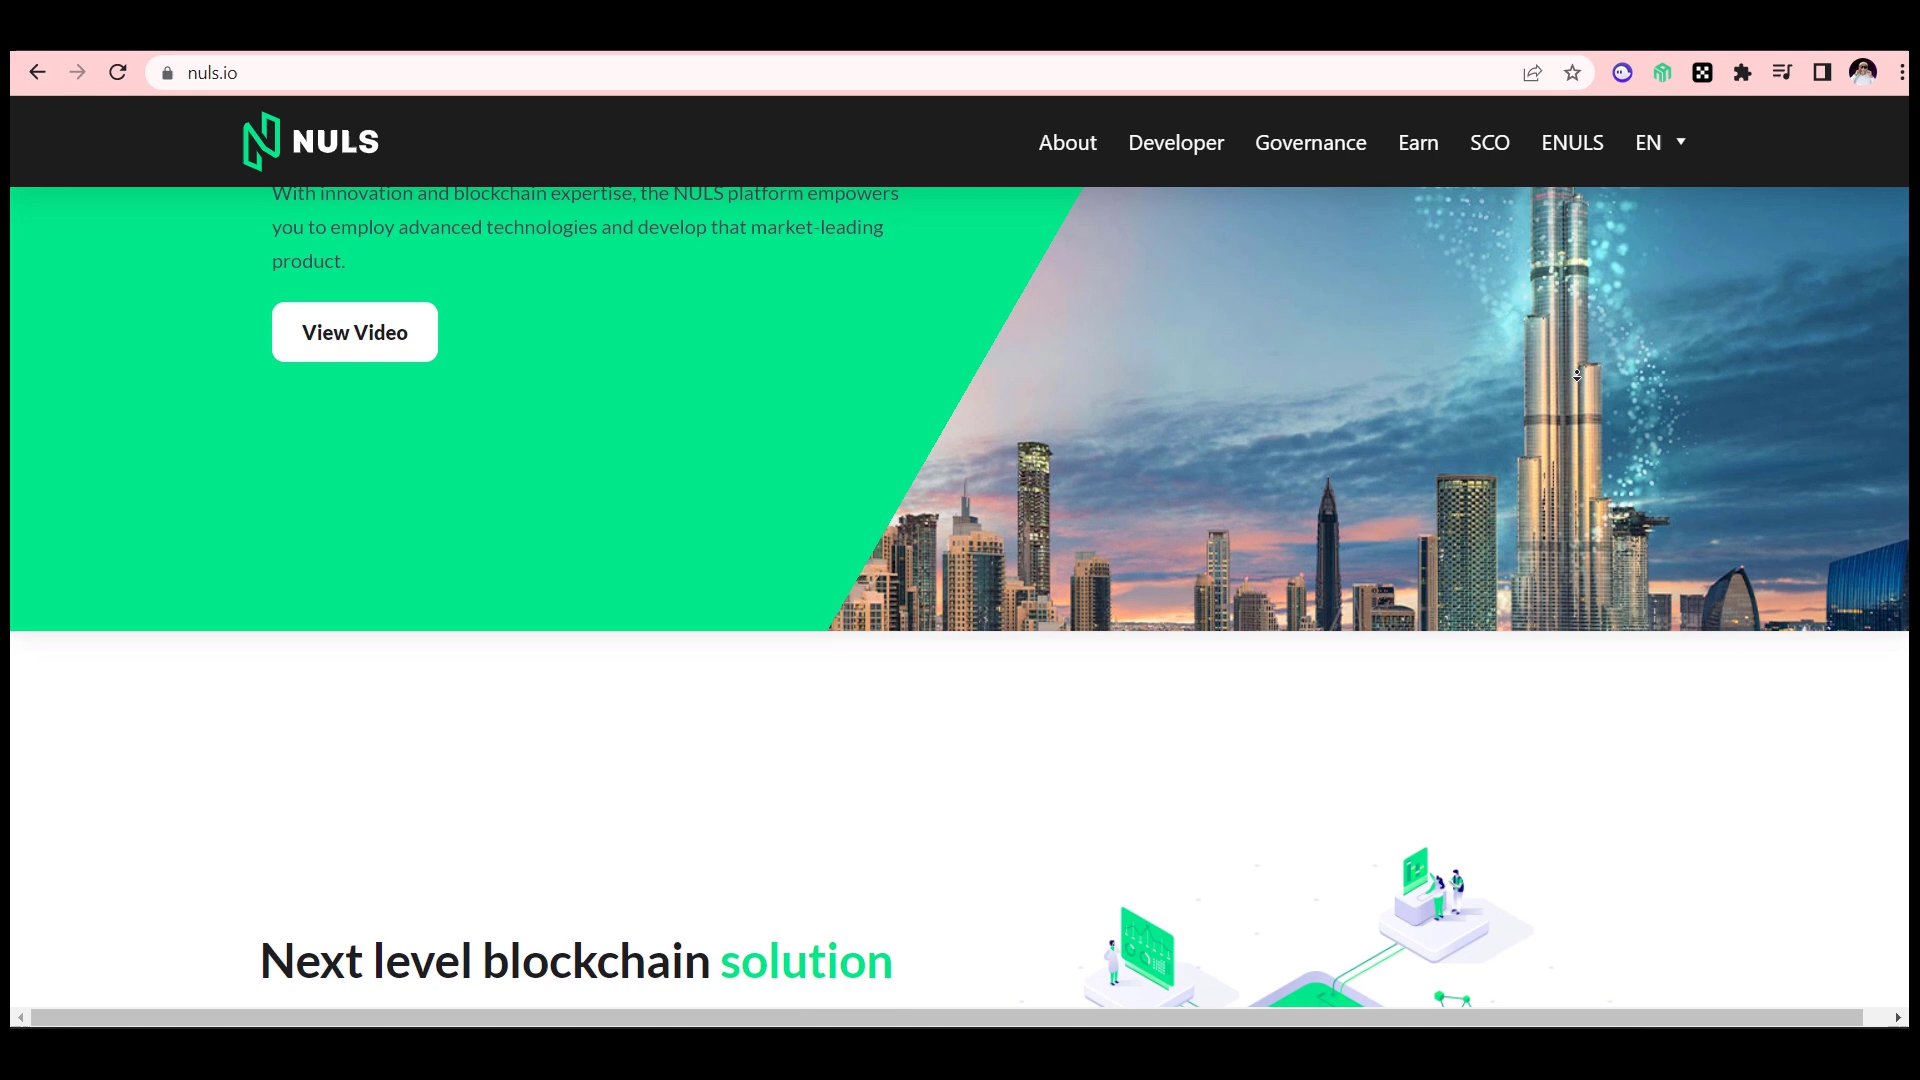 nuls.io
NULS
About Developer Governance Earn SCO ENULS EN
With innovation and blockchain expertise, the NULS platform empowers
you to employ advanced technologies and develop that market-leading
product.
View Video
Next level blockchain solution